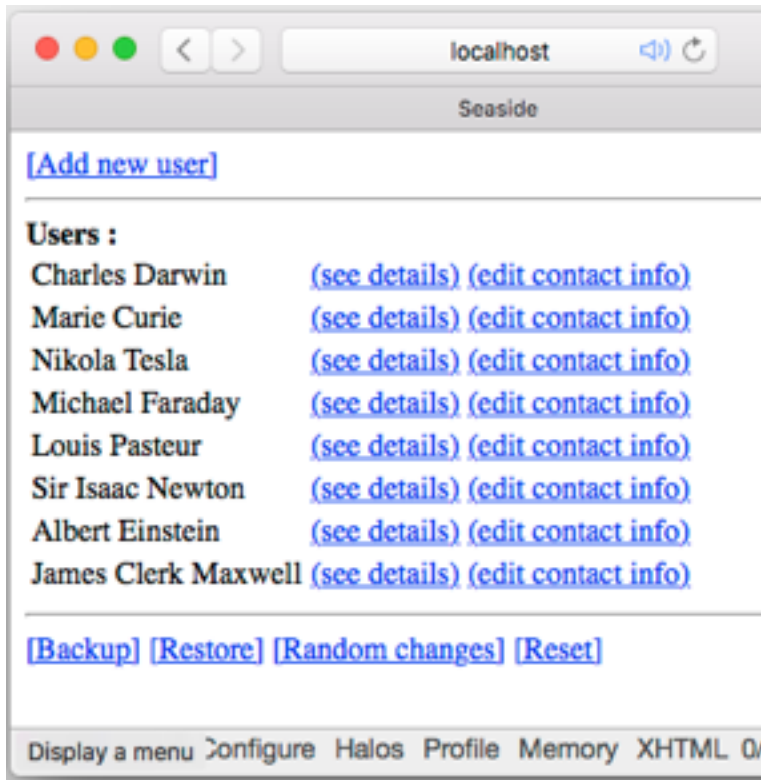 localhost
Seaside
[Add new user]
Users :
Charles Darwin (see details) (edit contact info)
Marie Curie (see details) (edit contact info)
Nikola Tesla (see details) (edit contact info)
Michael Faraday (see details) (edit contact info)
Louis Pasteur (see details) (edit contact info)
Sir Isaac Newton (see details) (edit contact info)
Albert Einstein (see details) (edit contact info)
James Clerk Maxwell (see details) (edit contact info)
[Backup] [Restore] [Random changes] [Reset]
Display a menu Configure Halos Profile Memory XHTML 0/